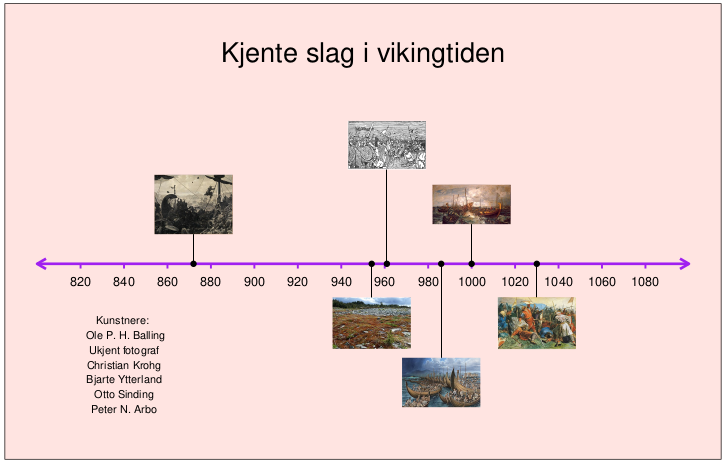 Kjente slag i vikingtiden
820 840 860 880 900 920 940 960 980 1000 1020 1040 1060 1080
Kunstnere:
Ole P. H. Balling
Ukjent fotograf
Christian Krohg
Bjarte Ytterland
Otto Sinding
Peter N. Arbo